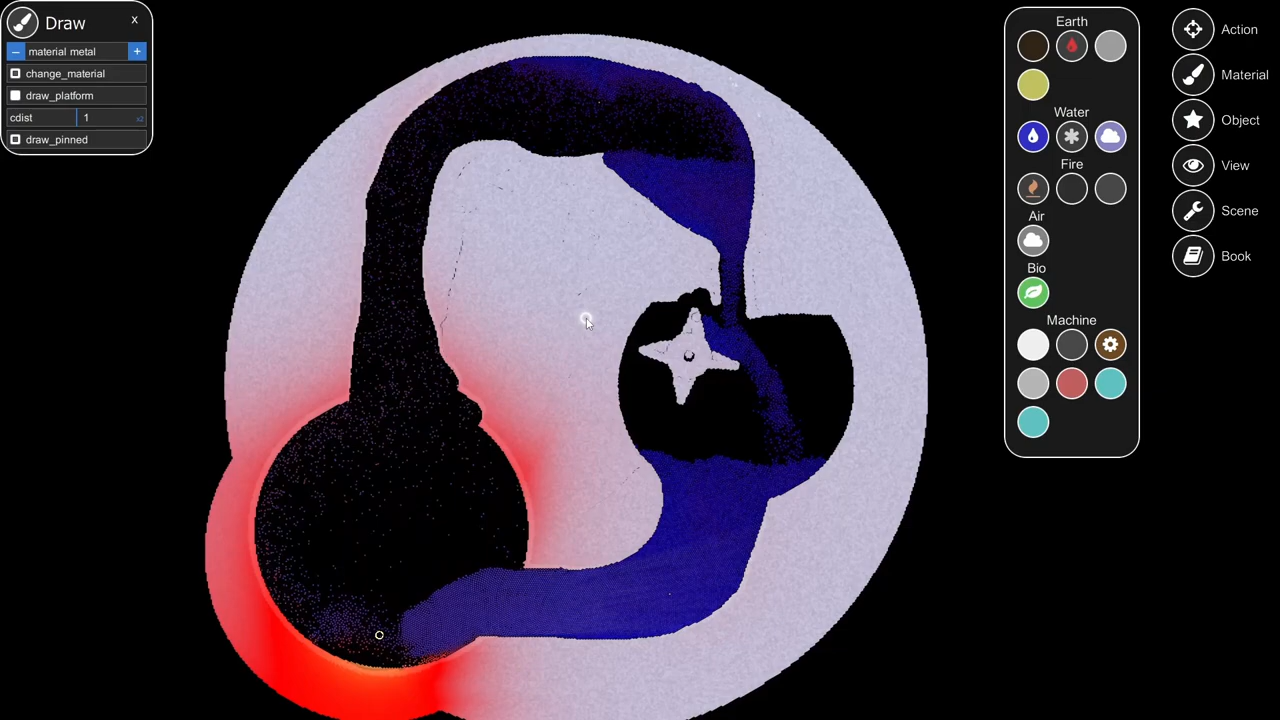 Draw
x
– material metal +
change_material
draw_platform
cdist 1 x2
draw_pinned
Earth
Water
Fire
Air
Bio
Machine
Action
Material
Object
View
Scene
Book